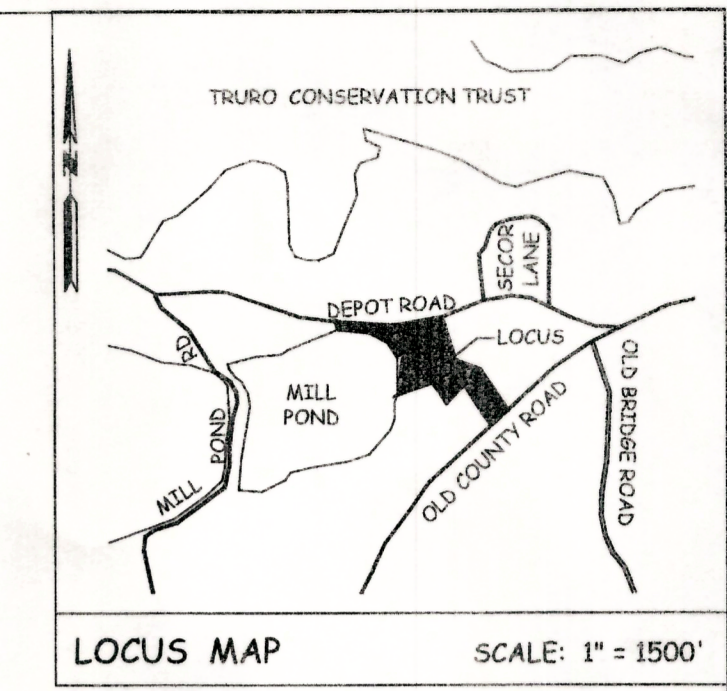 TRURO CONSERVATION TRUST
N
SECOR
LANE
DEPOT ROAD
LOCUS
RD
MILL
POND
POND
MILL
OLD COUNTY ROAD
OLD BRIDGE ROAD
LOCUS MAP
SCALE: 1" = 1500'